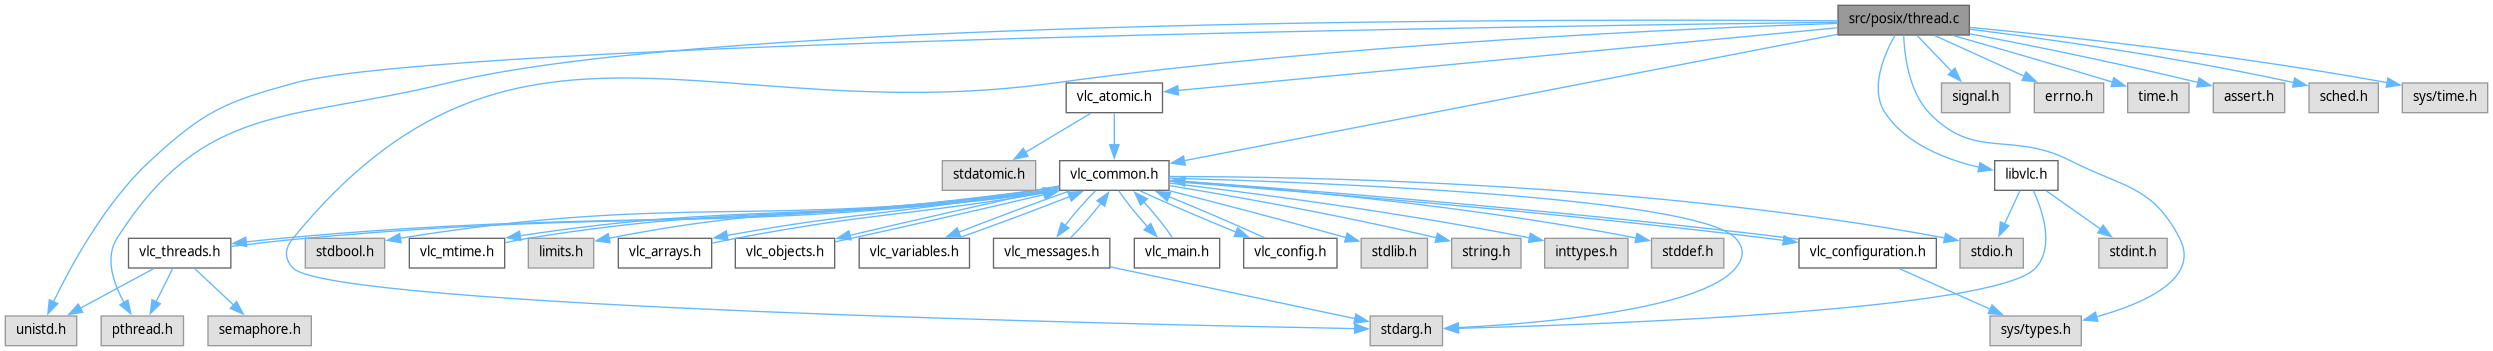 src/posix/thread.c
vlc_atomic.h
signal.h
errno.h
time.h
assert.h
sched.h
sys/time.h
stdatomic.h
vlc_common.h
libvlc.h
vlc_threads.h
stdbool.h
vlc_mtime.h
limits.h
vlc_arrays.h
vlc_objects.h
vlc_variables.h
vlc_messages.h
vlc_main.h
vlc_config.h
stdlib.h
string.h
inttypes.h
stddef.h
vlc_configuration.h
stdio.h
stdint.h
unistd.h
pthread.h
semaphore.h
stdarg.h
sys/types.h